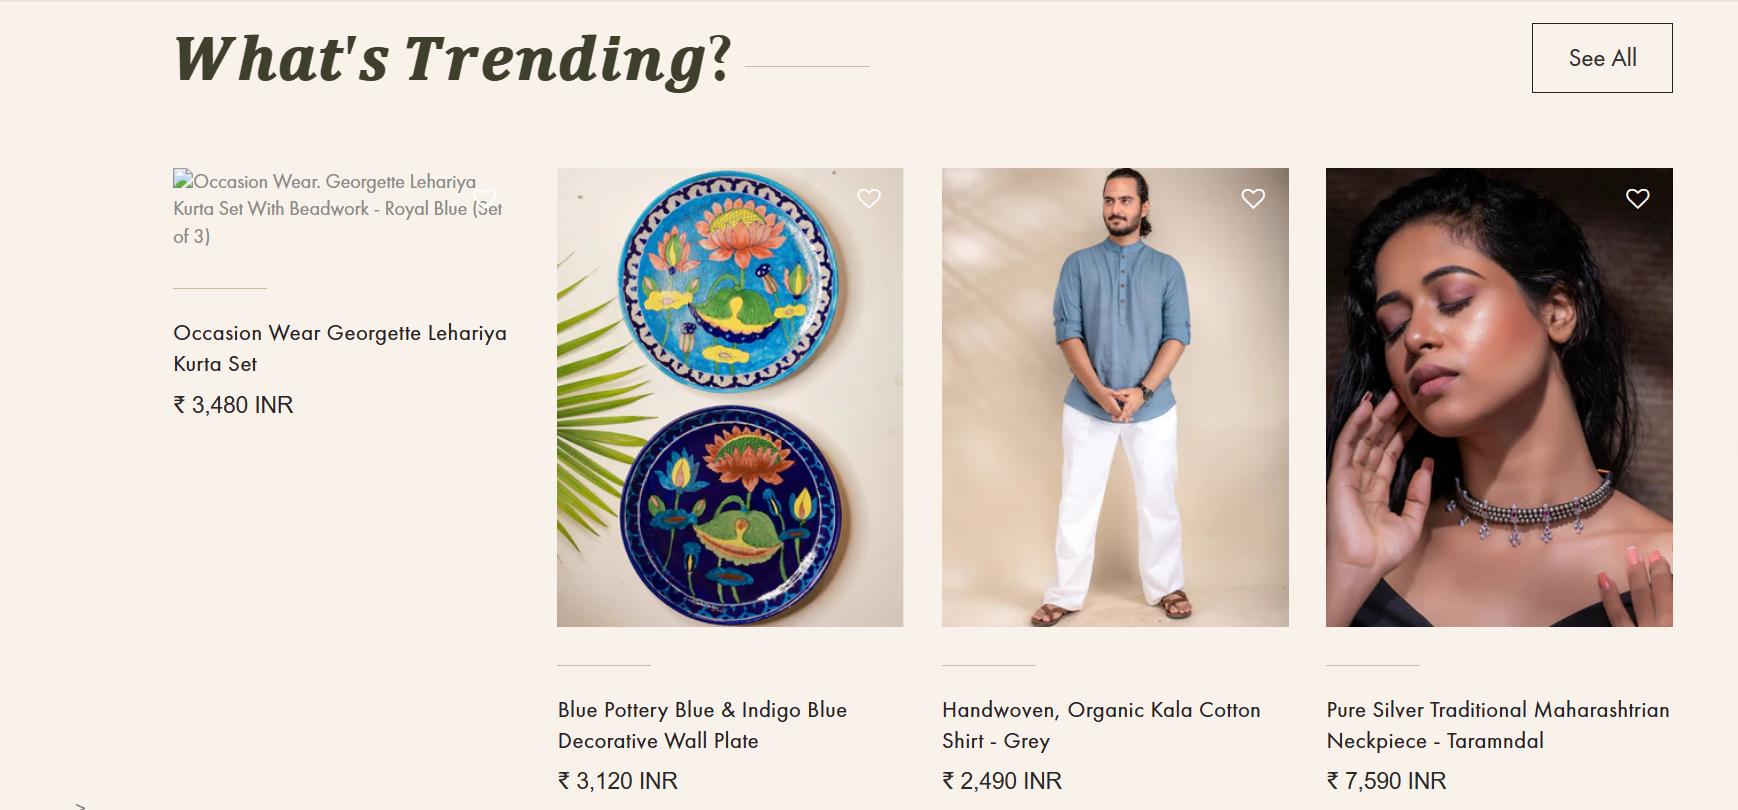 What's Trending?
See All
Occasion Wear. Georgette Lehariya
Kurta Set With Beadwork - Royal Blue (Set
of 3)
Occasion Wear Georgette Lehariya
Kurta Set
₹ 3,480 INR
Blue Pottery Blue & Indigo Blue
Decorative Wall Plate
₹ 3,120 INR
Handwoven, Organic Kala Cotton
Shirt - Grey
₹ 2,490 INR
Pure Silver Traditional Maharashtrian
Neckpiece - Taramndal
₹ 7,590 INR
>